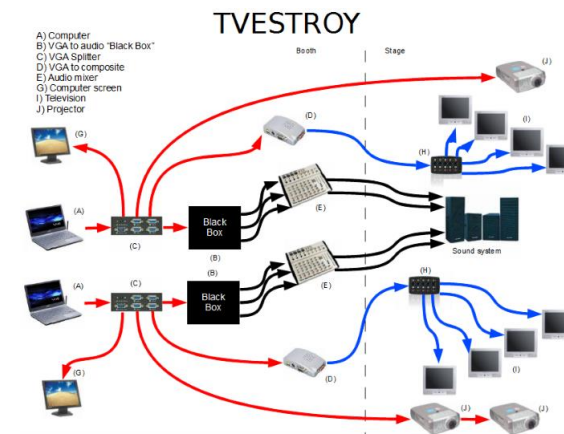 TVESTROY
A) Computer
B) VGA to audio "Black Box"
C) VGA Splitter
D) VGA to composite
E) Audio mixer
G) Computer screen
I) Television
J) Projector
Booth
Stage
(J)
(G)
(D)
(H)
(I)
(A)
(C)
Black
Box
(B)
(E)
Sound system
(A)
(C)
(B)
Black
Box
(E)
(H)
(G)
(D)
(I)
(J)
(J)